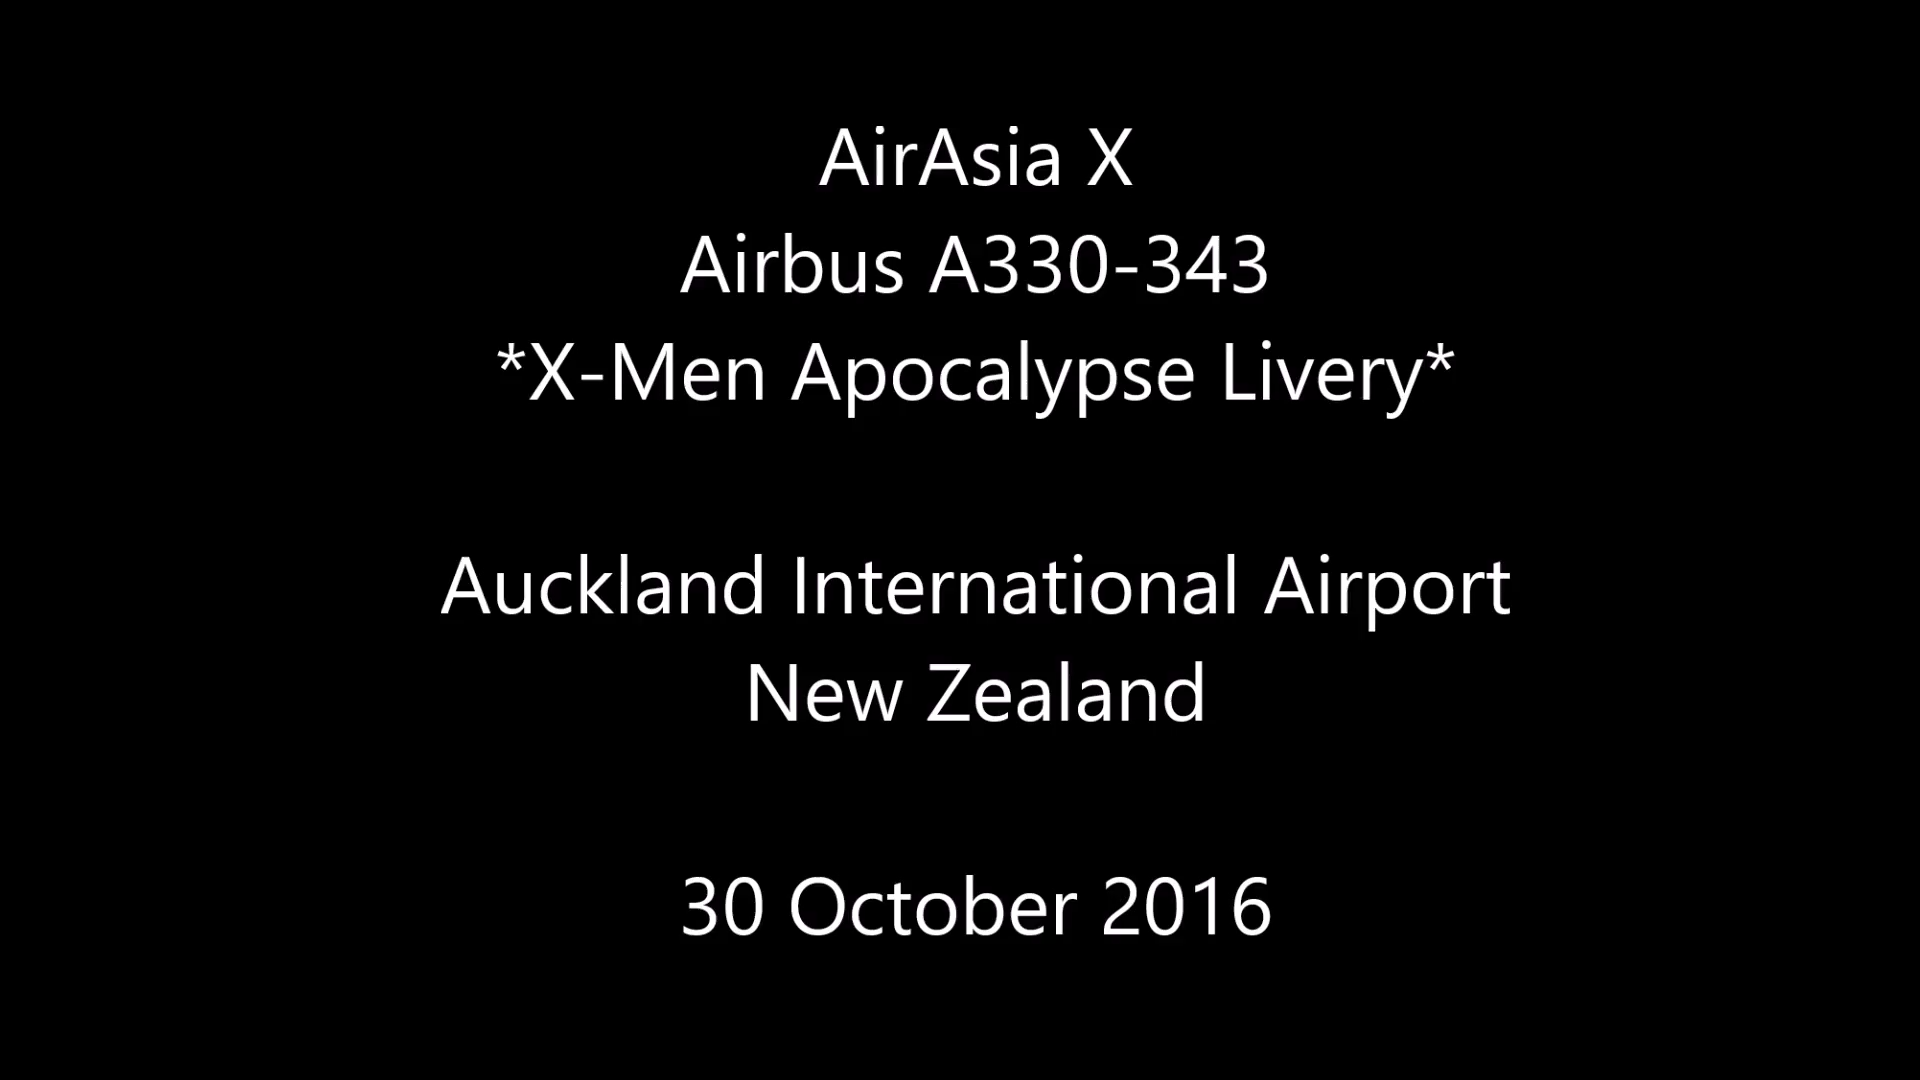 AirAsia X
Airbus A330-343
*X-Men Apocalypse Livery*
Auckland International Airport
New Zealand
30 October 2016